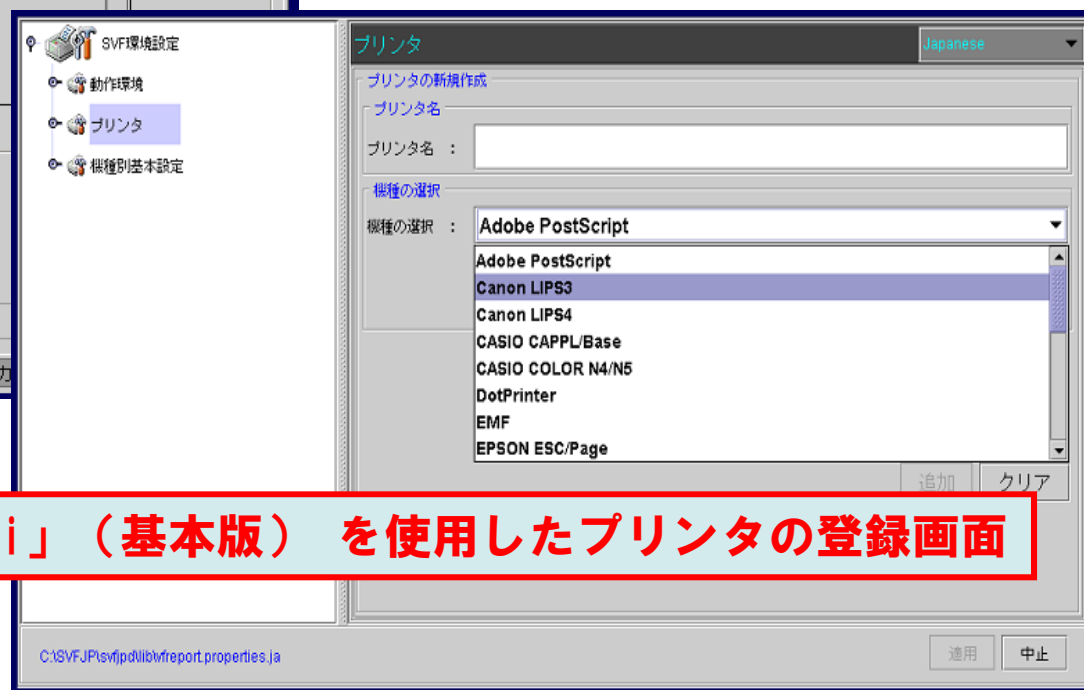 SVF環境設定
動作環境
プリンタ
機種別基本設定
プリンタ
Japanese
プリンタの新規作成
プリンタ名
プリンタ名 :
機種の選択
機種の選択 : Adobe PostScript
Adobe PostScript
Canon LIPS3
Canon LIPS4
CASIO CAPPL/Base
CASIO COLOR N4/N5
DotPrinter
EMF
EPSON ESC/Page
追加 クリア
カ
i」（基本版） を使用したプリンタの登録画面
C:\SVFJP\svfjpd\lib\vfreport.properties.ja
適用 中止